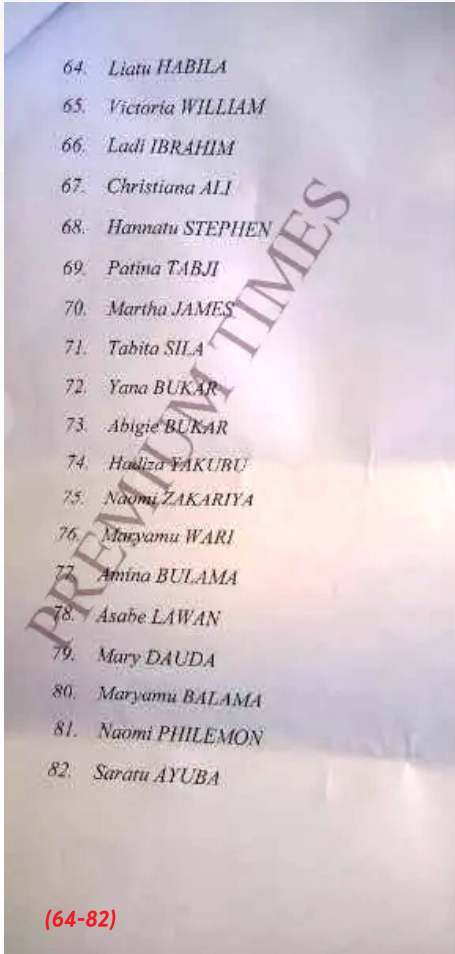 64. Liatu HABILA
65. Victoria WILLIAM
66. Ladi IBRAHIM
67. Christiana ALI
68. Hannatu STEPHEN
69. Patina TABJI
70. Martha JAMES
71. Tabita SILA
72. Yana BUKAR
73. Abigie BUKAR
74. Hadiza YAKUBU
75. Naomi ZAKARIYA
76. Maryamu WARI
77. Amina BULAMA
78. Asabe LAWAN
79. Mary DAUDA
80. Maryamu BALAMA
81. Naomi PHILEMON
82. Saratu AYUBA
PREMIUM TIMES
(64-82)